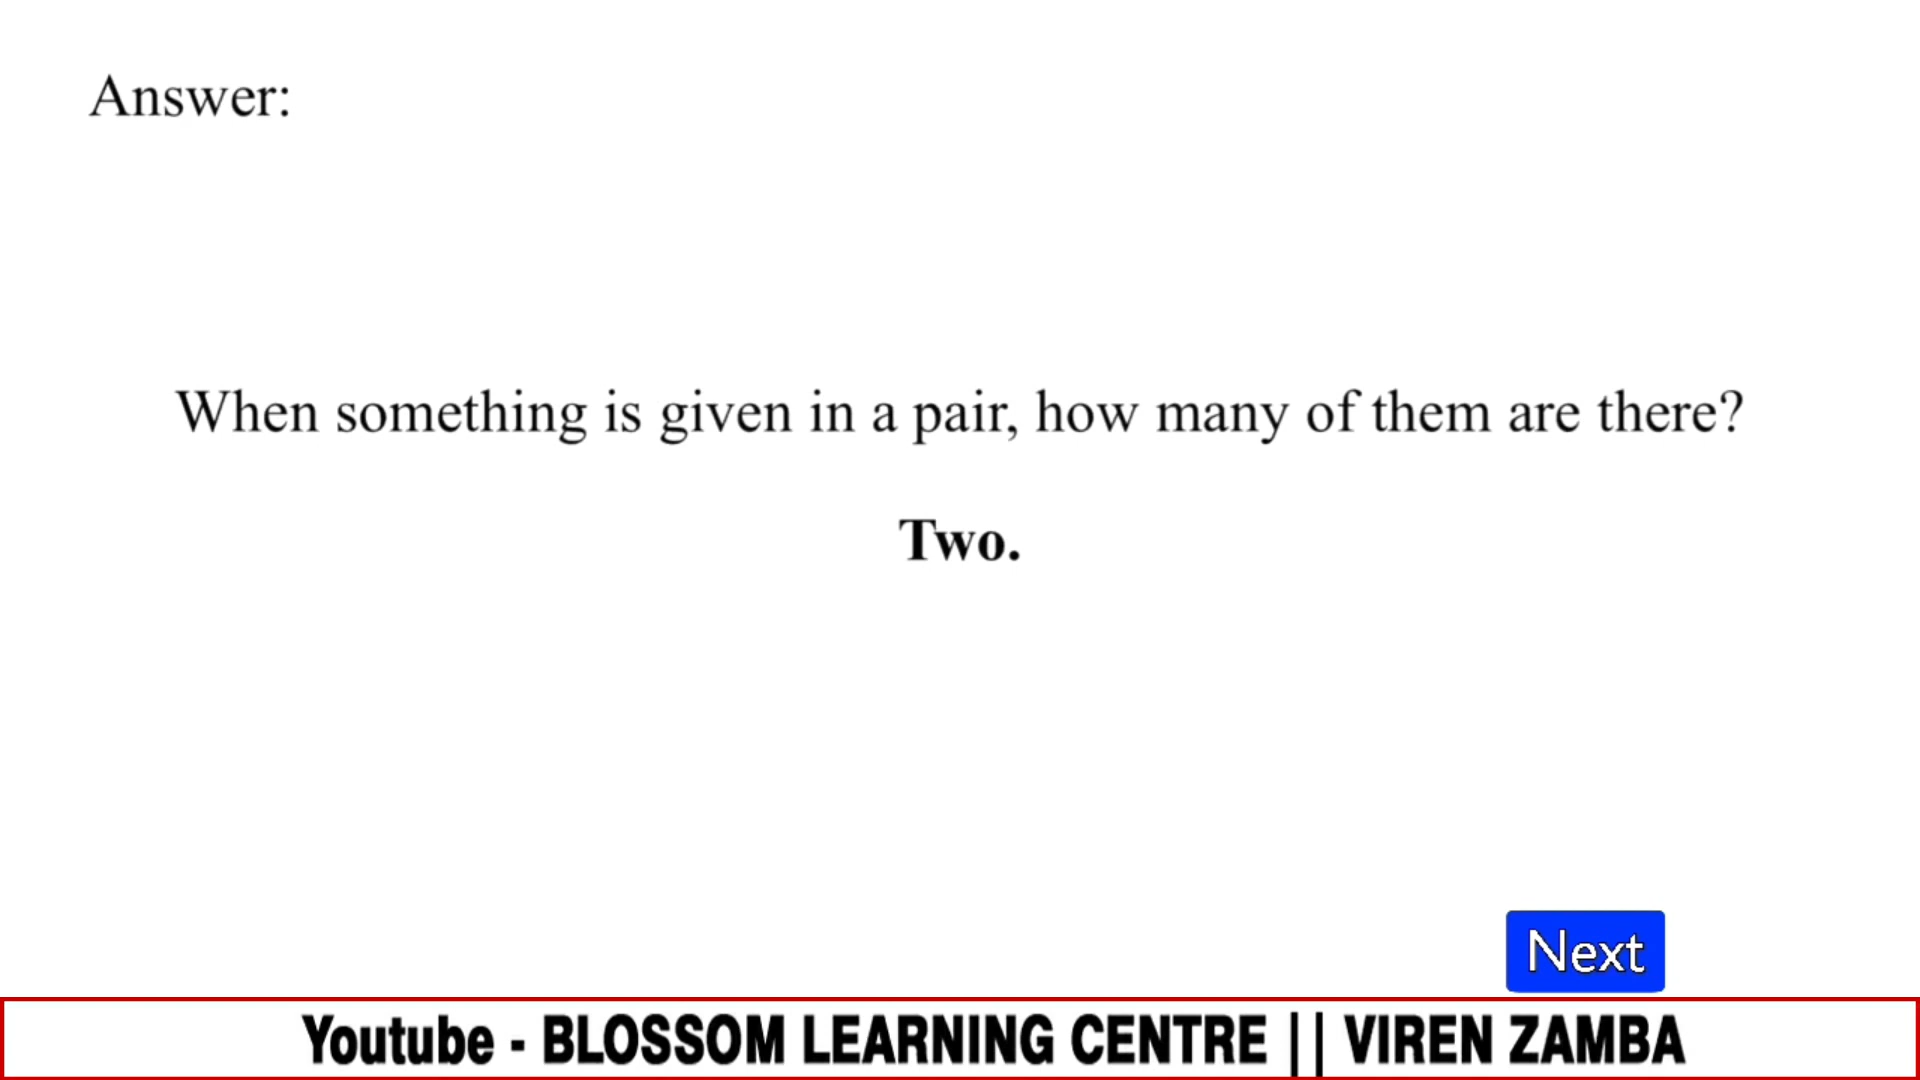 Answer:
When something is given in a pair, how many of them are there?
Two.
Next
Youtube - BLOSSOM LEARNING CENTRE || VIREN ZAMBA